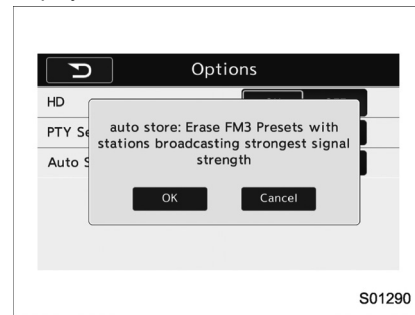 Options
HD
PTY Se
Auto S
auto store: Erase FM3 Presets with
stations broadcasting strongest signal
strength
OK
Cancel
S01290